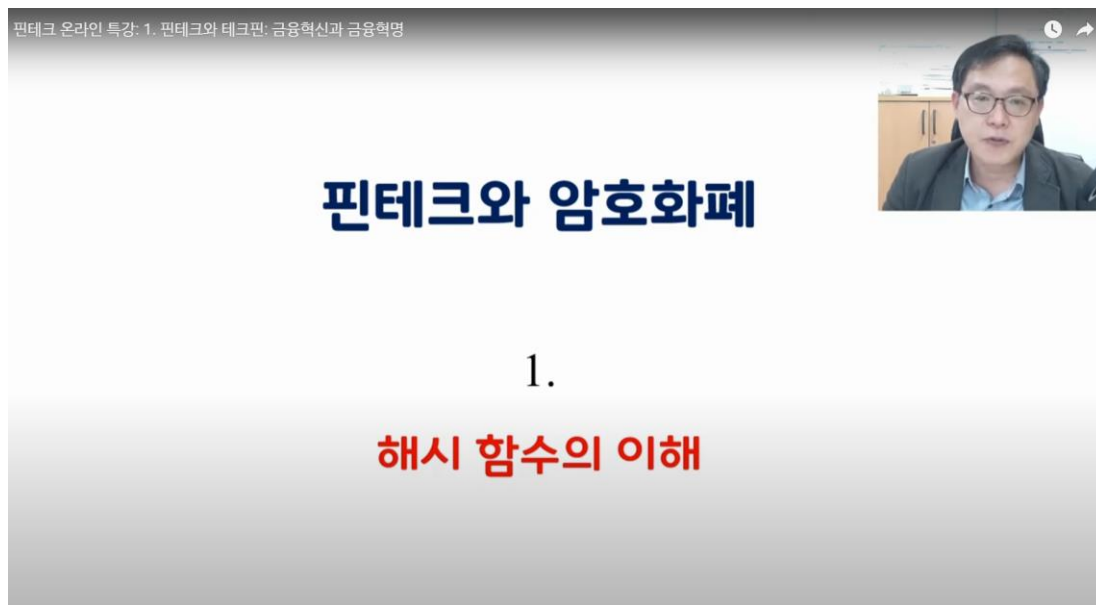 핀테크 온라인 특강: 1. 핀테크와 테크핀: 금융혁신과 금융혁명
핀테크와 암호화폐
1.
해시 함수의 이해